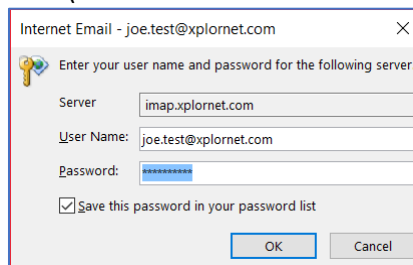 Internet Email - joe.test@xplornet.com
Enter your user name and password for the following server.
Server imap.xplornet.com
User Name: joe.test@xplornet.com
Password: **********
Save this password in your password list
OK Cancel